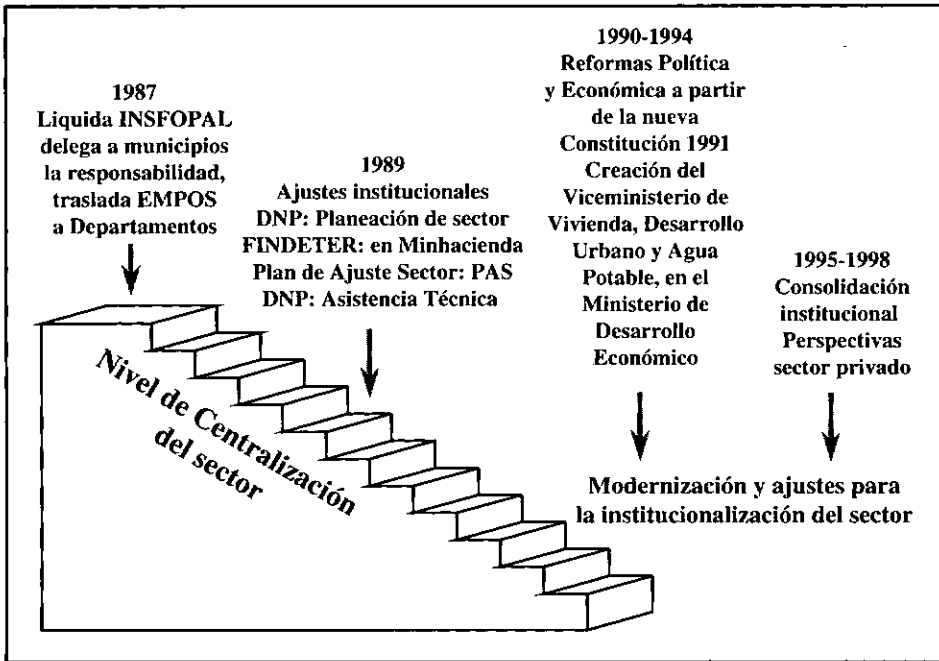 1987
Liquida INSFOPAL
delega a municipios
la responsabilidad,
traslada EMPOS
a Departamentos
1989
Ajustes institucionales
DNP: Planeación de sector
FINDETER: en Minhacienda
Plan de Ajuste Sector: PAS
DNP: Asistencia Técnica
1990-1994
Reformas Política
y Económica a partir
de la nueva
Constitución 1991
Creación del
Viceministerio de
Vivienda, Desarrollo
Urbano y Agua
Potable, en el
Ministerio de
Desarrollo
Económico
1995-1998
Consolidación
institucional
Perspectivas
sector privado
Nivel de Centralización
del sector
Modernización y ajustes para
la institucionalización del sector